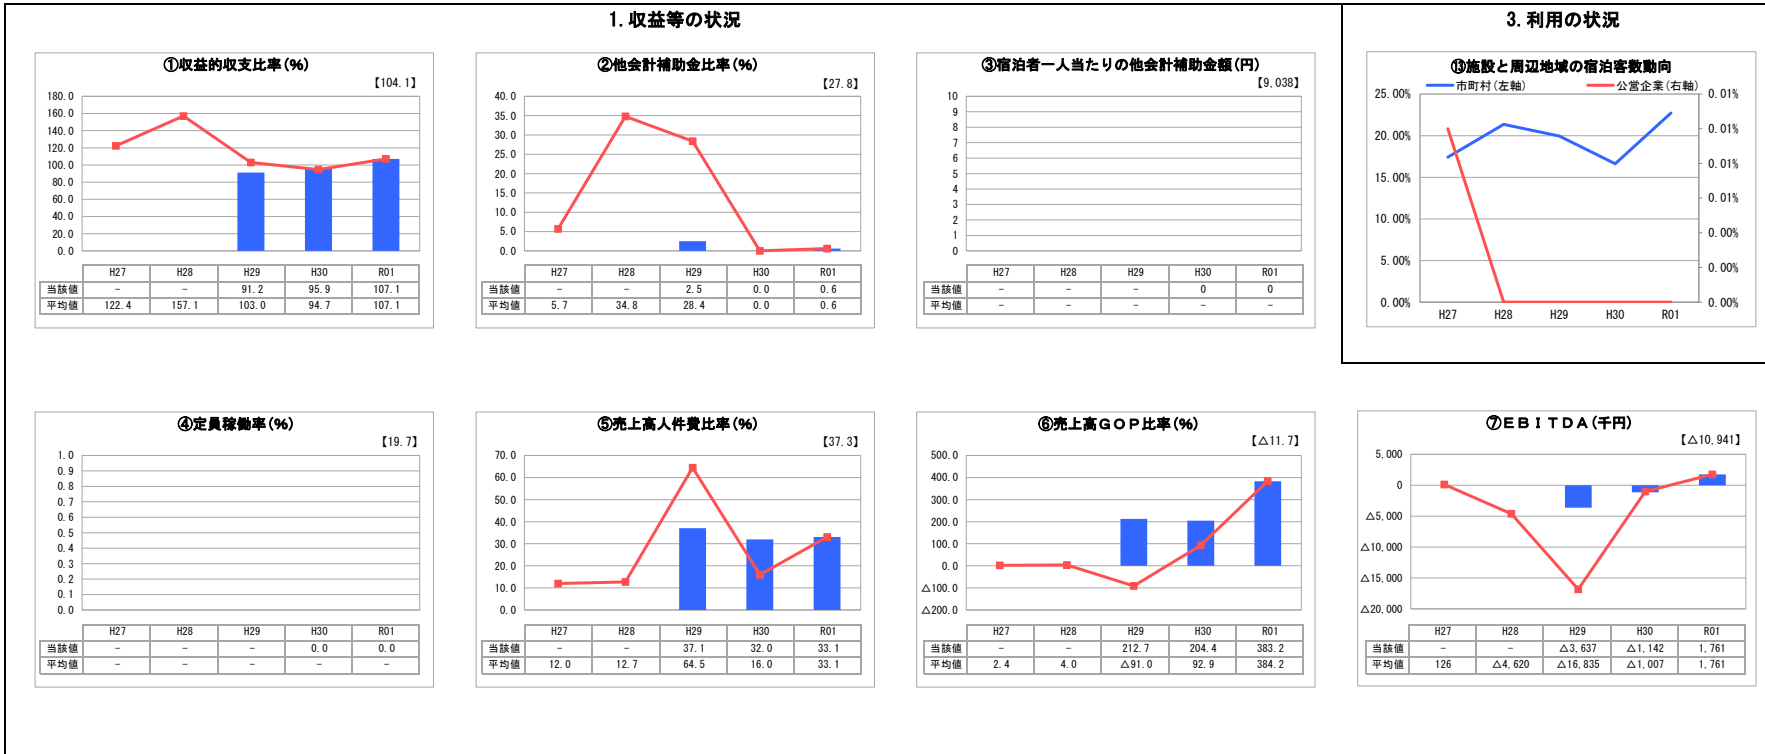 1. 収益等の状況
3. 利用の状況
①収益的収支比率(%)
【104.1】
180.0
160.0
140.0
120.0
100.0
80.0
60.0
40.0
20.0
0.0
H27 H28 H29 H30 R01
当該値 - - 91.2 95.9 107.1
平均値 122.4 157.1 103.0 94.7 107.1
②他会計補助金比率(%)
【27.8】
40.0
35.0
30.0
25.0
20.0
15.0
10.0
5.0
0.0
H27 H28 H29 H30 R01
当該値 - - 2.5 0.0 0.6
平均値 5.7 34.8 28.4 0.0 0.6
③宿泊者一人当たりの他会計補助金額(円)
【9,038】
10
9
8
7
6
5
4
3
2
1
0
H27 H28 H29 H30 R01
当該値 - - - 0 0
平均値 - - - - -
⑬施設と周辺地域の宿泊客数動向
市町村(左軸) 公営企業(右軸)
25.00%
20.00%
15.00%
10.00%
5.00%
0.00%
0.01%
0.01%
0.01%
0.01%
0.00%
0.00%
0.00%
H27 H28 H29 H30 R01
④定員稼働率(%)
【19.7】
1.0
0.9
0.8
0.7
0.6
0.5
0.4
0.3
0.2
0.1
0.0
H27 H28 H29 H30 R01
当該値 - - - 0.0 0.0
平均値 - - - - -
⑤売上高人件費比率(%)
【37.3】
70.0
60.0
50.0
40.0
30.0
20.0
10.0
0.0
H27 H28 H29 H30 R01
当該値 - - 37.1 32.0 33.1
平均値 12.0 12.7 64.5 16.0 33.1
⑥売上高GOP比率(%)
【△11.7】
500.0
400.0
300.0
200.0
100.0
0.0
△100.0
△200.0
H27 H28 H29 H30 R01
当該値 - - 212.7 204.4 383.2
平均値 2.4 4.0 △91.0 92.9 384.2
⑦EBITDA(千円)
【△10,941】
5,000
0
△5,000
△10,000
△15,000
△20,000
H27 H28 H29 H30 R01
当該値 - - △3,637 △1,142 1,761
平均値 126 △4,620 △16,835 △1,007 1,761